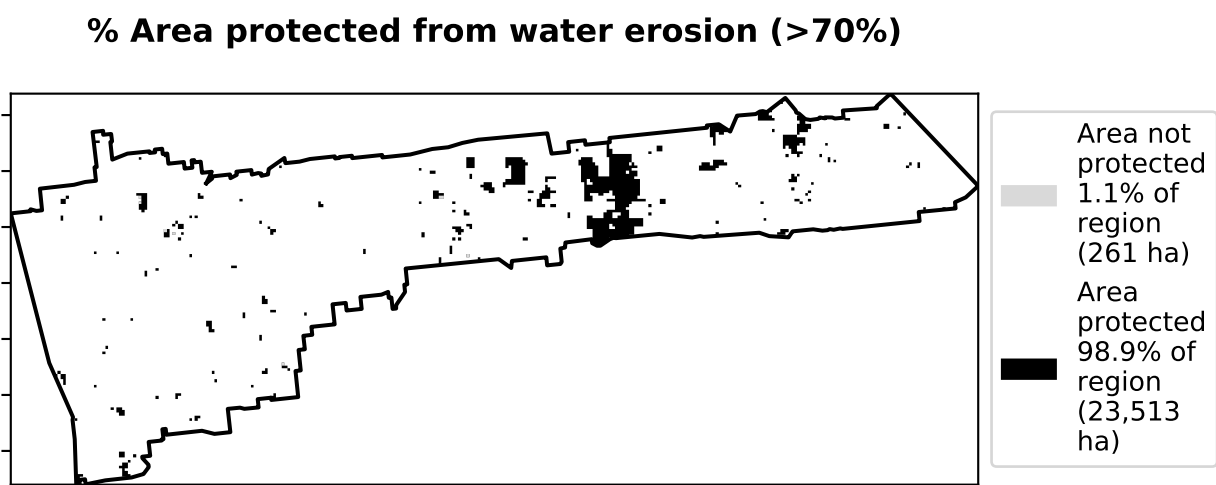 % Area protected from water erosion (>70%)
Area not
protected
1.1% of
region
(261 ha)
Area
protected
98.9% of
region
(23,513
ha)